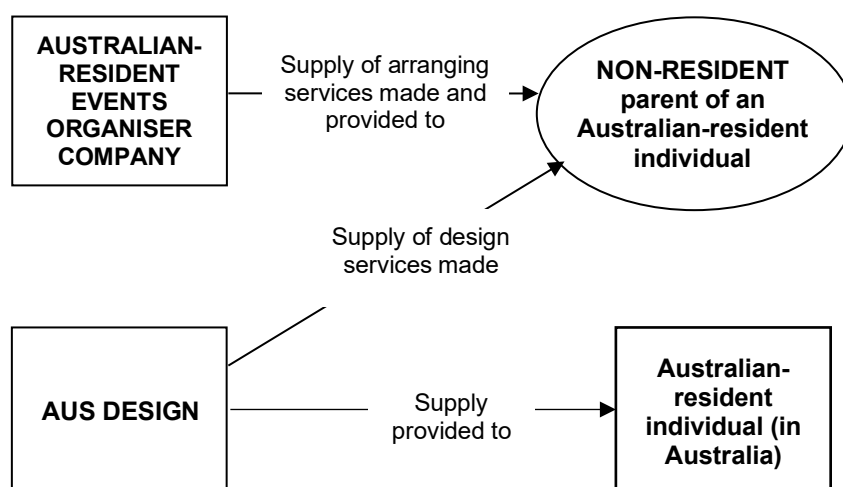 AUSTRALIAN-
RESIDENT
EVENTS
ORGANISER
COMPANY
Supply of arranging
services made and
provided to
NON-RESIDENT
parent of an
Australian-resident
individual
Supply of design
services made
AUS DESIGN
Supply
provided to
Australian-
resident
individual (in
Australia)